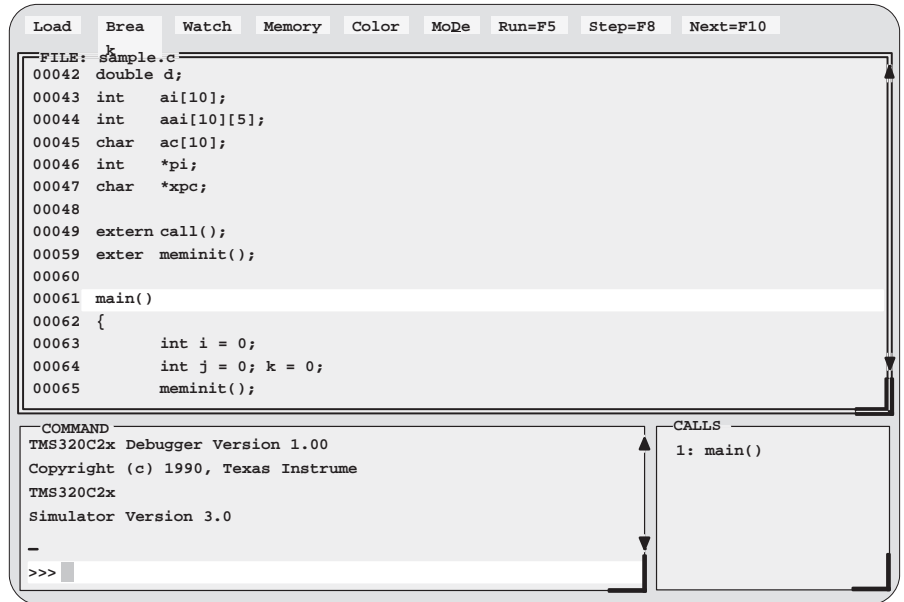 Load Break Watch Memory Color MoDe Run=F5 Step=F8 Next=F10
FILE: sample.c
00042 double d;
00043 int ai[10];
00044 int aai[10][5];
00045 char ac[10];
00046 int *pi;
00047 char *xpc;
00048
00049 extern call();
00059 exter meminit();
00060
00061 main()
00062 {
00063 int i = 0;
00064 int j = 0; k = 0;
00065 meminit();
COMMAND
TMS320C2x Debugger Version 1.00
Copyright (c) 1990, Texas Instrume
TMS320C2x
Simulator Version 3.0
_
>>>
CALLS
1: main()